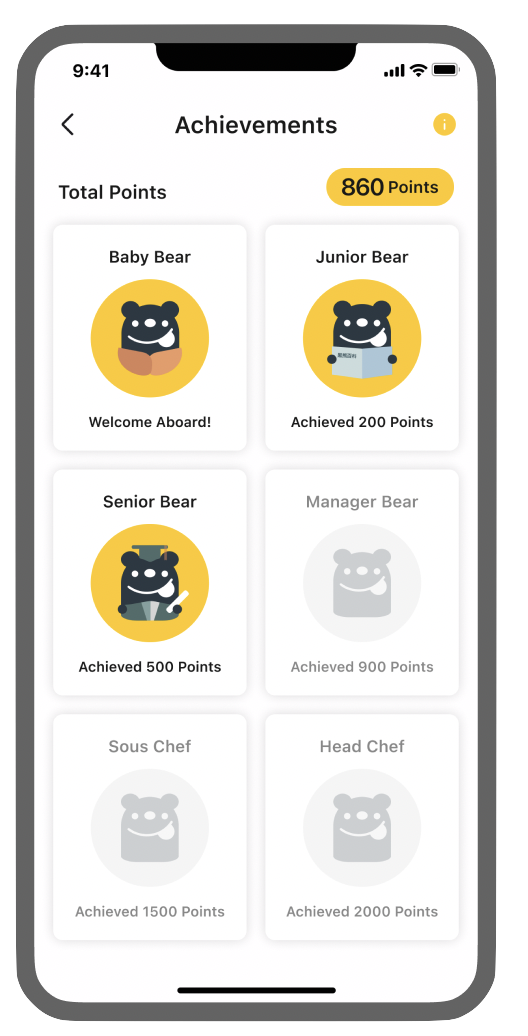 9:41
Achievements
i
Total Points
860 Points
Baby Bear
Junior Bear
Welcome Aboard!
Achieved 200 Points
Senior Bear
Manager Bear
Achieved 500 Points
Achieved 900 Points
Sous Chef
Head Chef
Achieved 1500 Points
Achieved 2000 Points